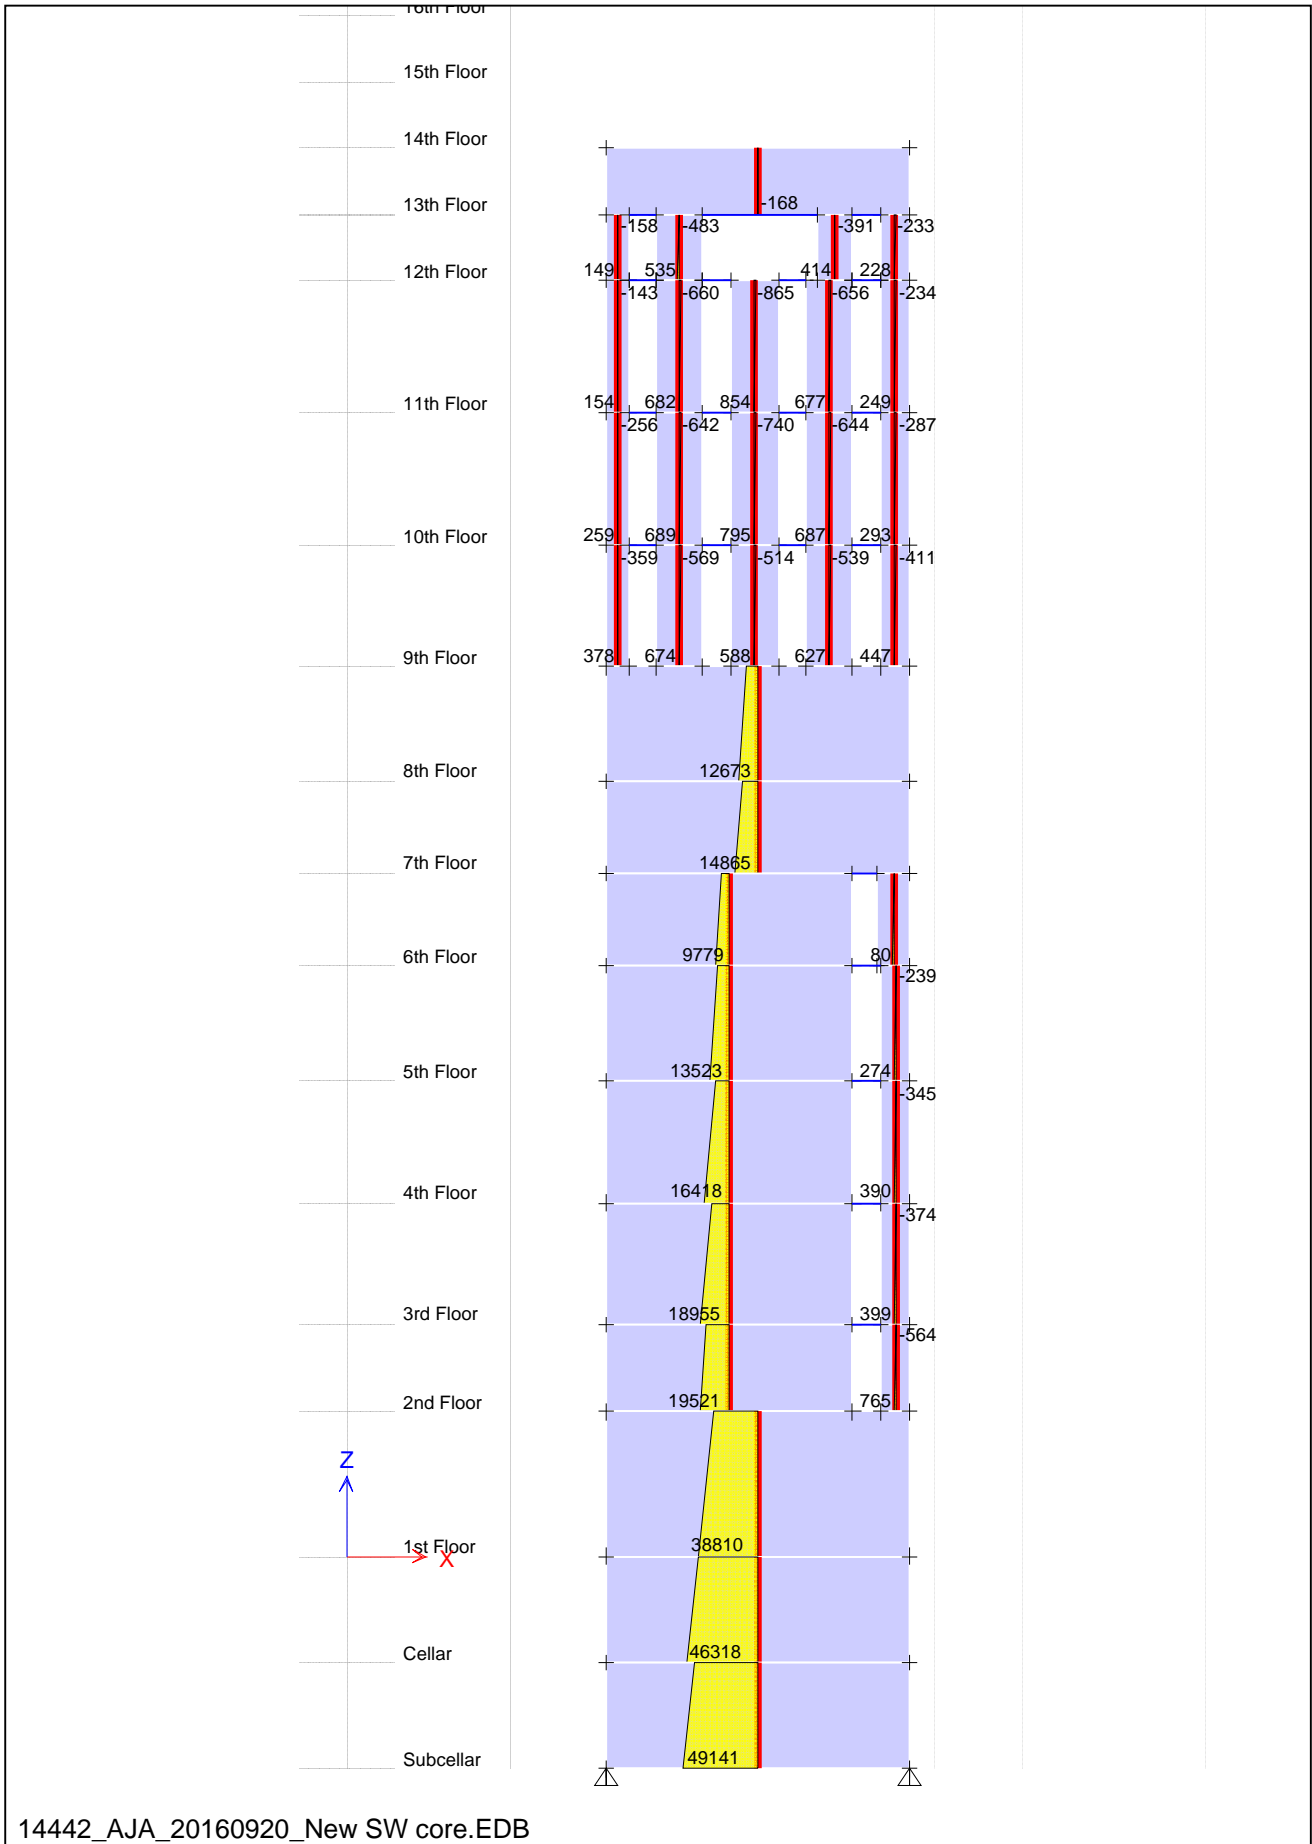 16th Floor
15th Floor
14th Floor
13th Floor -168
-158 -483 -391 -233
12th Floor 149 535 414 228
-143 -660 -865 -656 -234
11th Floor 154 682 854 677 249
-256 -642 -740 -644 -287
10th Floor 259 689 795 687 293
-359 -569 -514 -539 -411
9th Floor 378 674 588 627 447
8th Floor 12673
7th Floor 14865
6th Floor 9779 80
-239
5th Floor 13523 274
-345
4th Floor 16418 390
-374
3rd Floor 18955 399
-564
2nd Floor 19521 765
Z
1st Floor 38810
X
Cellar 46318
Subcellar 49141
14442_AJA_20160920_New SW core.EDB